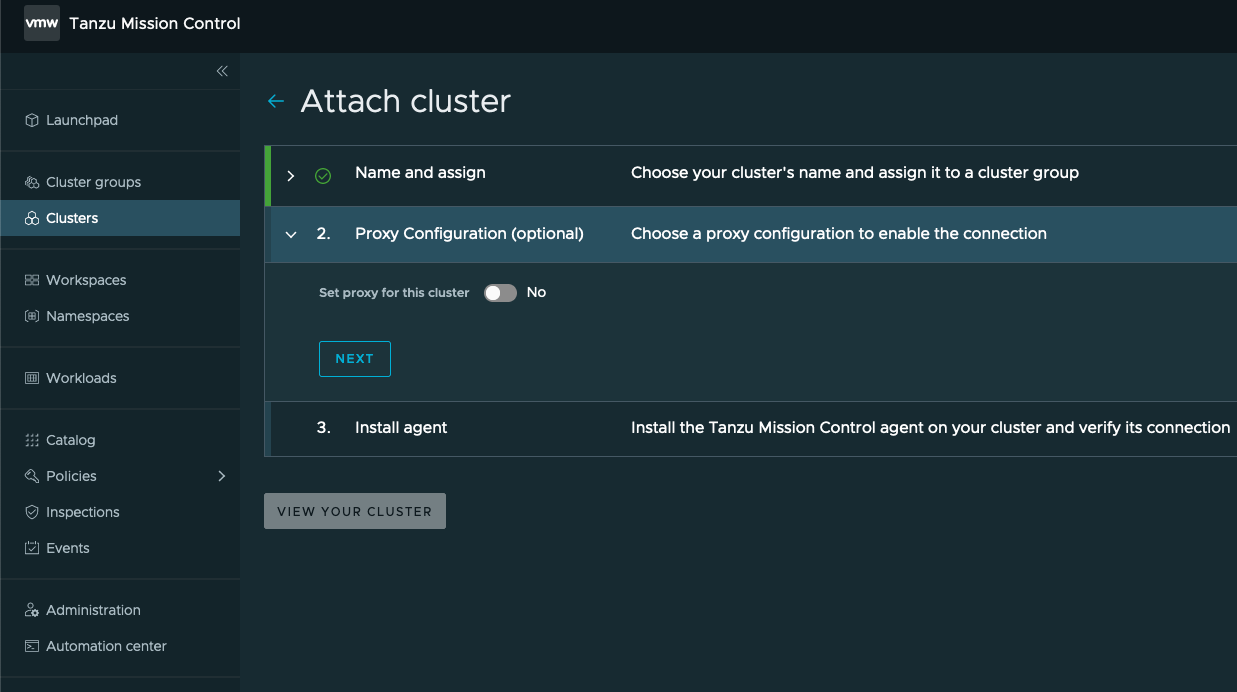 vmw Tanzu Mission Control
Launchpad
Cluster groups
Clusters
Workspaces
Namespaces
Workloads
Catalog
Policies
Inspections
Events
Administration
Automation center
Attach cluster
Name and assign Choose your cluster's name and assign it to a cluster group
2. Proxy Configuration (optional) Choose a proxy configuration to enable the connection
Set proxy for this cluster No
NEXT
3. Install agent Install the Tanzu Mission Control agent on your cluster and verify its connection
VIEW YOUR CLUSTER